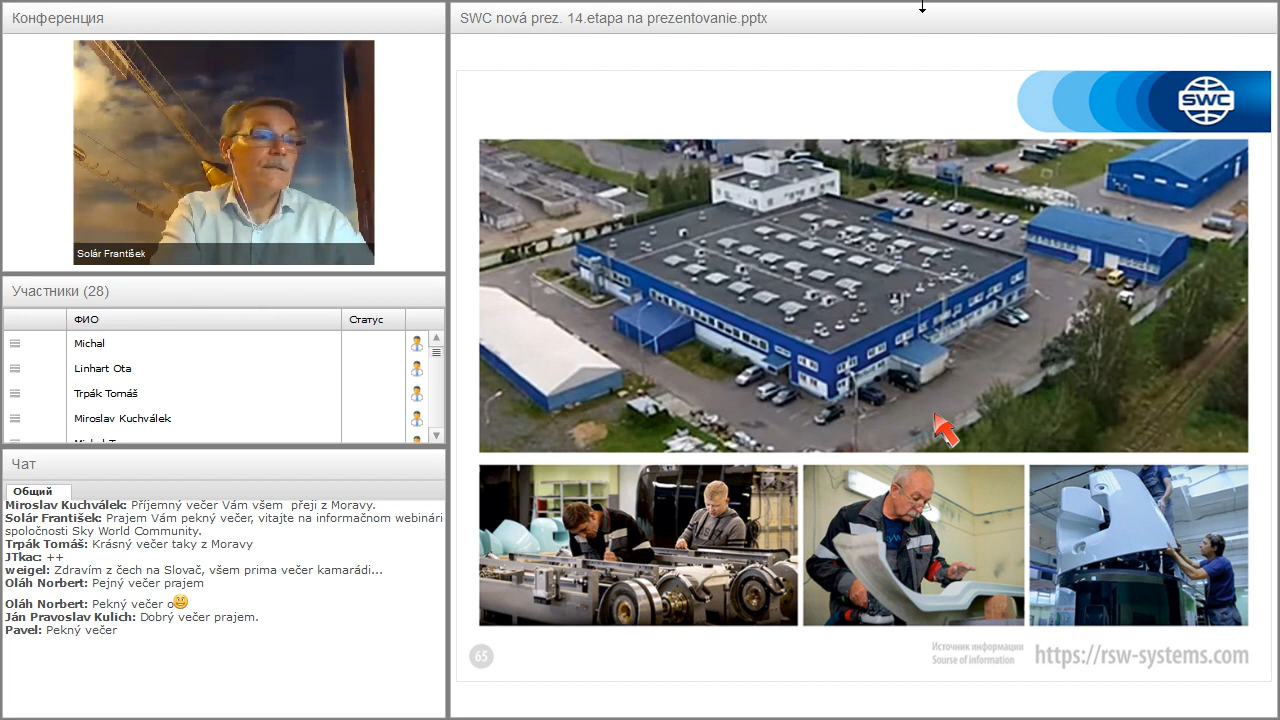 Конференция
Solár František
Участники (28)
ФИО
Статус
Michal
Linhart Ota
Trpák Tomáš
Miroslav Kuchválek
Чат
Общий
Miroslav Kuchválek: Příjemný večer Vám všem přeji z Moravy.
Solár František: Prajem Vám pekný večer, vitajte na informačnom webinári
spoločnosti Sky World Community.
Trpák Tomáš: Krásný večer taky z Moravy
JTkac: ++
weigel: Zdravím z čech na Slovač, všem prima večer kamarádi...
Oláh Norbert: Pejný večer prajem
Oláh Norbert: Pekný večer o
Ján Pravoslav Kulich: Dobrý večer prajem.
Pavel: Pekný večer
SWC nová prez. 14.etapa na prezentovanie.pptx
SWC
65
Источник информации
Sourse of information
https://rsw-systems.com